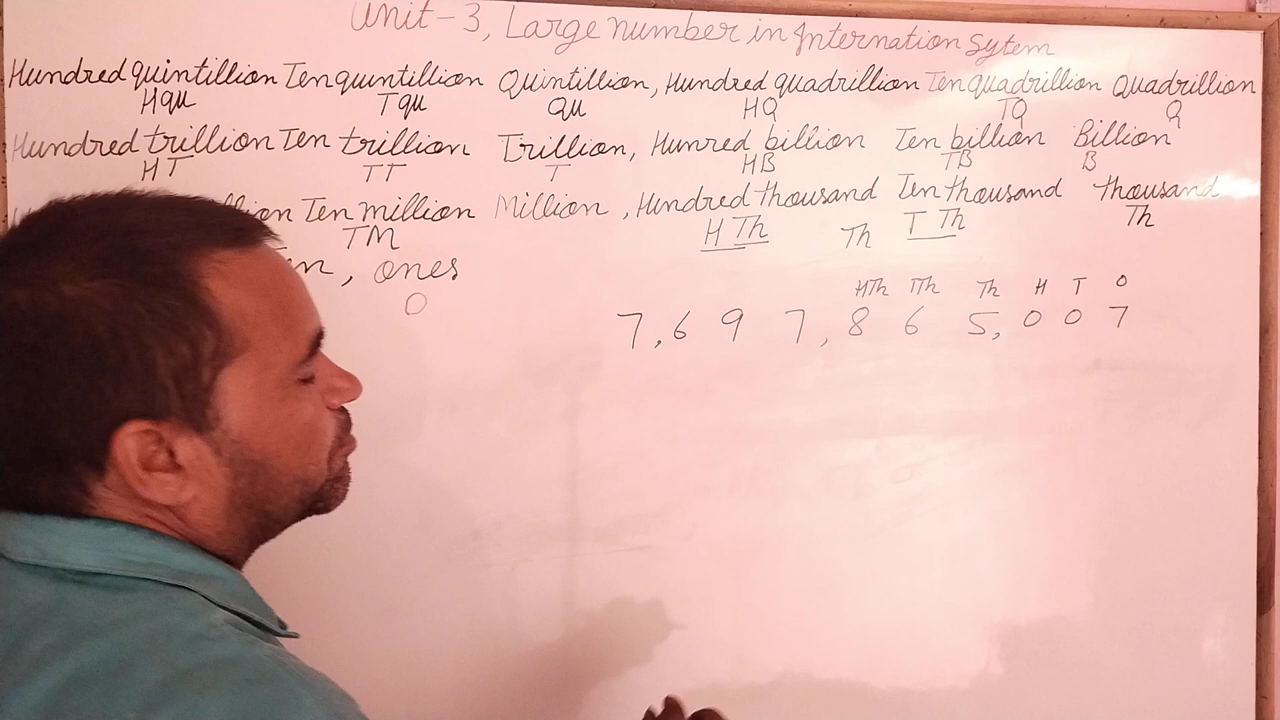 Unit-3, Large number in Internation Sytem
Hundred quintillion Ten quintillion Quintillion, Hundred quadrillion Ten quadrillion Quadrillion
Hqu Tqu Qu HQ TQ Q
Hundred trillion Ten trillion Trillion, Hunred billion Ten billion Billion
HT TT T HB TB B
Ten million Million, Hundred thousand Ten thousand thousand
TM H Th Th T Th Th
, ones
O
HTh TTh Th H T O
7,6 9 7,8 6 5,0 0 7